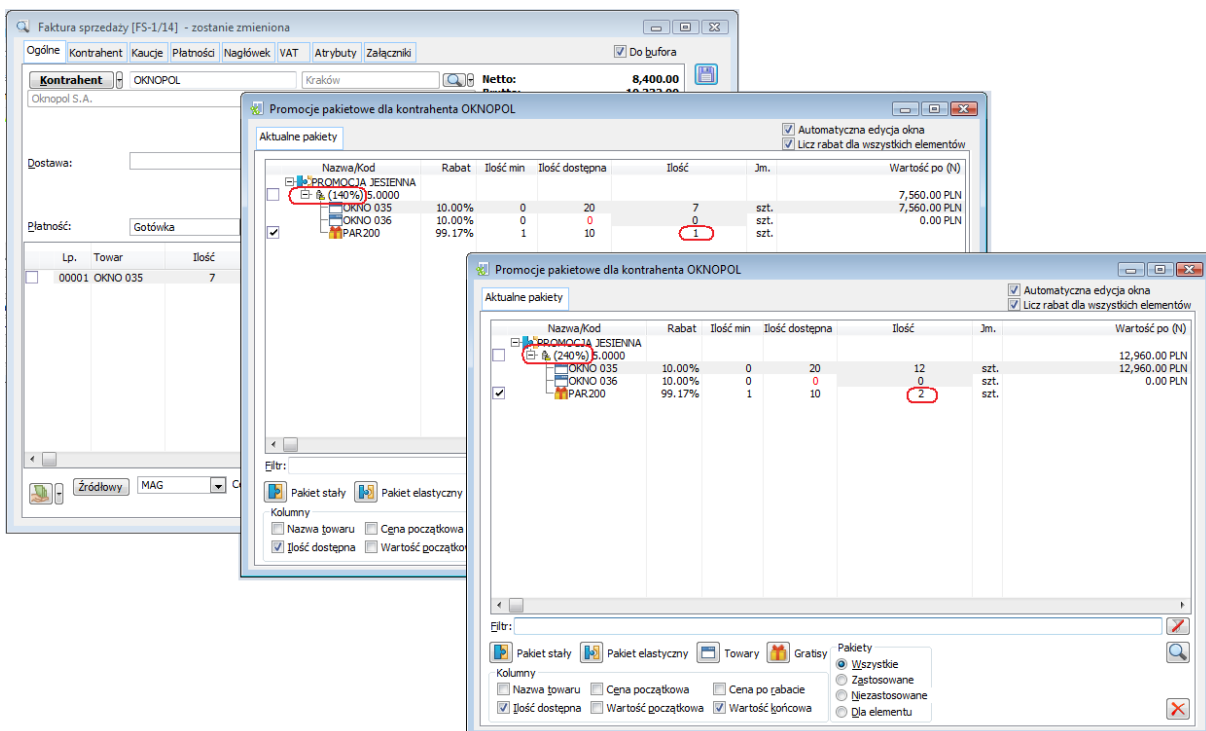 Faktura sprzedaży [FS-1/14] - zostanie zmieniona
Ogólne Kontrahent Kaucje Płatności Nagłówek VAT Atrybuty Załączniki Do bufora
Kontrahent OKNOPOL Kraków Netto: 8,400.00
Oknopol S.A.
Dostawa:
Płatność: Gotówka
Lp. Towar Ilość
00001 OKNO 035 7
Źródłowy MAG
Promocje pakietowe dla kontrahenta OKNOPOL
Automatyczna edycja okna
Aktualne pakiety Licz rabat dla wszystkich elementów
Nazwa/Kod Rabat Ilość min Ilość dostępna Ilość Jm. Wartość po (N)
PROMOCJA JESIENNA
(140%) 5.0000 7,560.00 PLN
OKNO 035 10.00% 0 20 7 szt. 7,560.00 PLN
OKNO 036 10.00% 0 0 0 szt. 0.00 PLN
PAR200 99.17% 1 10 1 szt.
Filtr:
Pakiet stały Pakiet elastyczny
Kolumny
Nazwa towaru Cena początkowa
Ilość dostępna Wartość początko
Promocje pakietowe dla kontrahenta OKNOPOL
Automatyczna edycja okna
Aktualne pakiety Licz rabat dla wszystkich elementów
Nazwa/Kod Rabat Ilość min Ilość dostępna Ilość Jm. Wartość po (N)
PROMOCJA JESIENNA
(240%) 5.0000 12,960.00 PLN
OKNO 035 10.00% 0 20 12 szt. 12,960.00 PLN
OKNO 036 10.00% 0 0 0 szt. 0.00 PLN
PAR200 99.17% 1 10 2 szt.
Filtr:
Pakiet stały Pakiet elastyczny Towary Gratisy
Pakiety
Wszystkie
Zastosowane
Niezastosowane
Dla elementu
Kolumny
Nazwa towaru Cena początkowa Cena po rabacie
Ilość dostępna Wartość początkowa Wartość końcowa